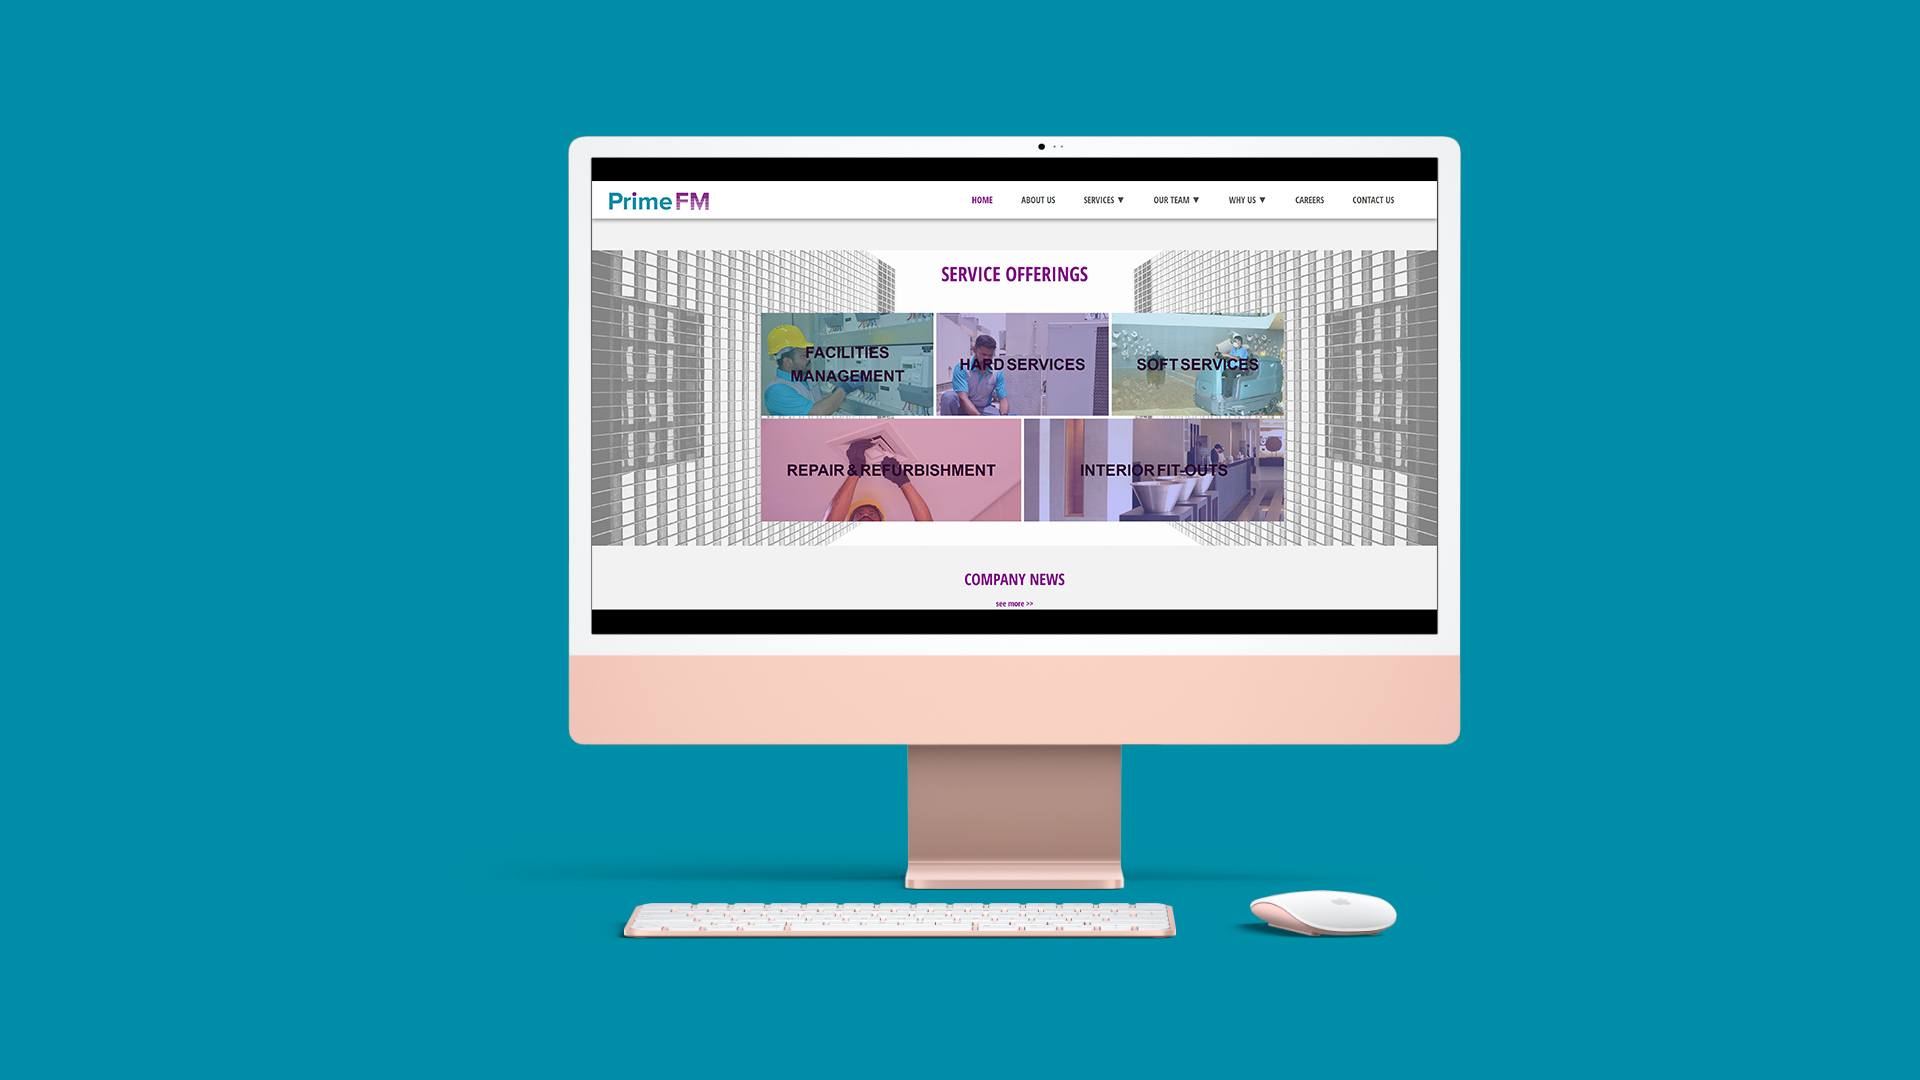 PrimeFM
HOME
ABOUT US
SERVICES ▼
OUR TEAM ▼
WHY US ▼
CAREERS
CONTACT US
SERVICE OFFERINGS
FACILITIES
MANAGEMENT
HARD SERVICES
SOFT SERVICES
REPAIR & REFURBISHMENT
INTERIOR FIT-OUTS
COMPANY NEWS
see more >>